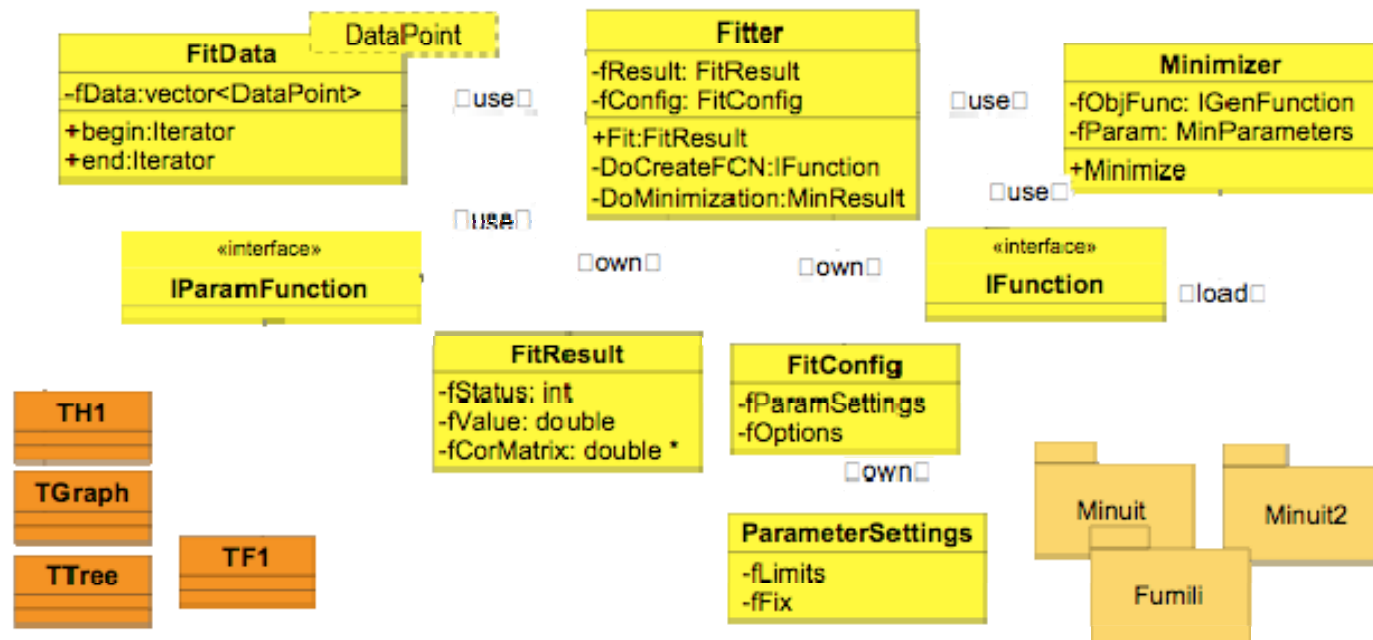 DataPoint
FitData
-fData:vector<DataPoint>
+begin:Iterator
+end:Iterator
«use»
Fitter
-fResult: FitResult
-fConfig: FitConfig
+Fit:FitResult
-DoCreateFCN:IFunction
-DoMinimization:MinResult
«use»
Minimizer
-fObjFunc: IGenFunction
-fParam: MinParameters
+Minimize
«use»
«use»
«interface»
IParamFunction
«own»
«own»
«interface»
IFunction
«load»
FitResult
-fStatus: int
-fValue: double
-fCorMatrix: double *
FitConfig
-fParamSettings
-fOptions
«own»
ParameterSettings
-fLimits
-fFix
TH1
TGraph
TTree
TF1
Minuit
Minuit2
Fumili